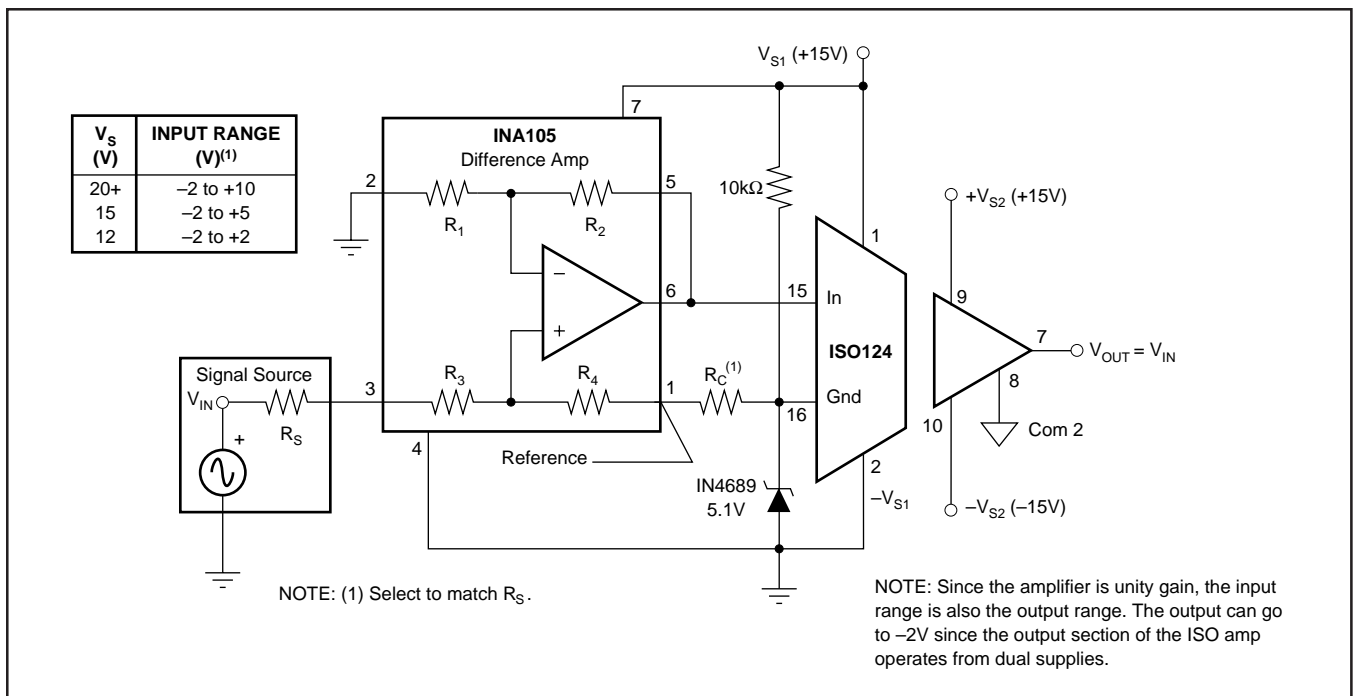 V_S1 (+15V)
V_S
(V)
INPUT RANGE
(V)(1)
20+ –2 to +10
15 –2 to +5
12 –2 to +2
7
INA105
Difference Amp
2
5
R_1
R_2
10kΩ
+V_S2 (+15V)
–
+
6
15
In
1
9
7
V_OUT = V_IN
ISO124
8
Signal Source
V_IN
R_S
+
3
R_3
R_4
1
R_C(1)
16
Gnd
10
Com 2
4
Reference
2
IN4689
5.1V
–V_S1
–V_S2 (–15V)
NOTE: (1) Select to match R_S.
NOTE: Since the amplifier is unity gain, the input
range is also the output range. The output can go
to –2V since the output section of the ISO amp
operates from dual supplies.